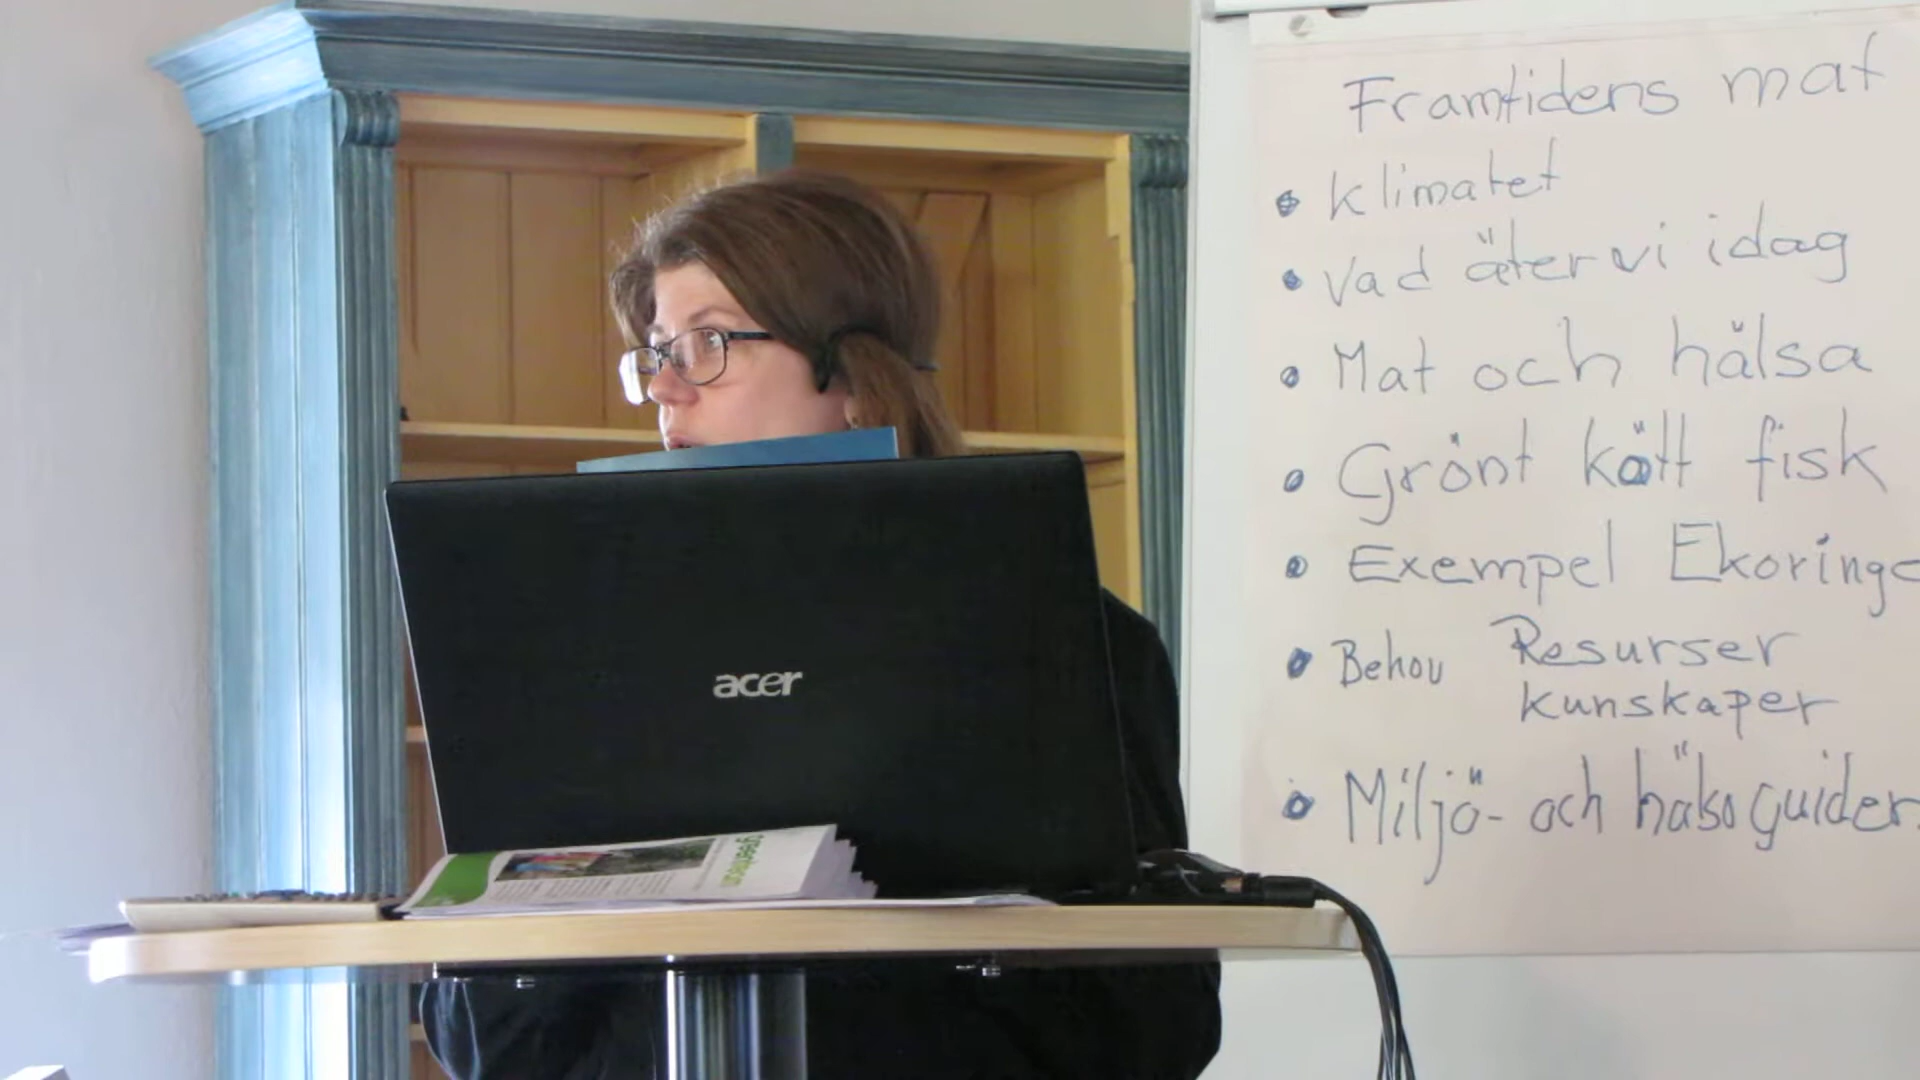 Framtidens mat
• Klimatet
• Vad äter vi idag
• Mat och hälsa
• Grönt kött fisk
• Exempel Ekoringe
• Behov Resurser
kunskaper
• Miljö- och hälsoguider
acer